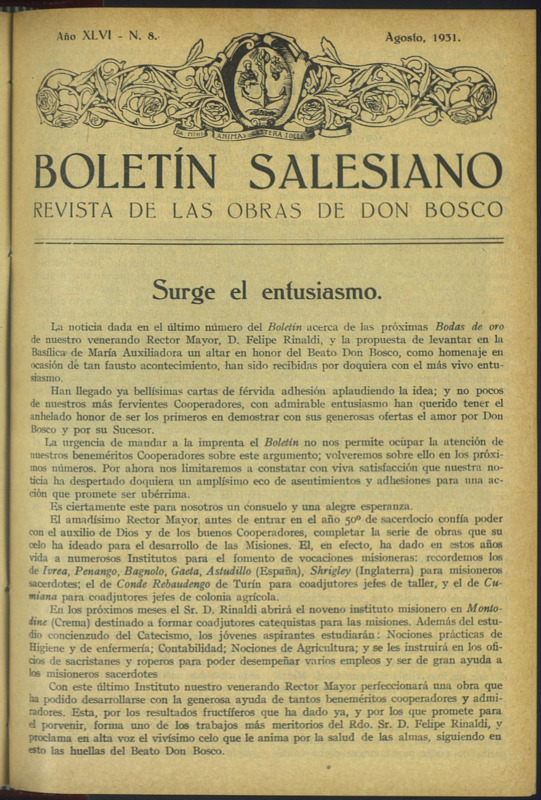 Año XLVI - N. 8.
Agosto, 1931.
DA MIHI ANIMAS CÆTERA TOLLE
BOLETÍN SALESIANO
REVISTA DE LAS OBRAS DE DON BOSCO
Surge el entusiasmo.
La noticia dada en el último número del Boletín acerca de las próximas Bodas de oro
de nuestro venerando Rector Mayor, D. Felipe Rinaldi, y la propuesta de levantar en la
Basílica de María Auxiliadora un altar en honor del Beato Don Bosco, como homenaje en
ocasión de tan fausto acontecimiento, han sido recibidas por doquiera con el más vivo entu-
siasmo.
Han llegado ya bellísimas cartas de férvida adhesión aplaudiendo la idea; y no pocos
de nuestros más fervientes Cooperadores, con admirable entusiasmo han querido tener el
anhelado honor de ser los primeros en demostrar con sus generosas ofertas el amor por Don
Bosco y por su Sucesor.
La urgencia de mandar a la imprenta el Boletín no nos permite ocupar la atención de
nuestros beneméritos Cooperadores sobre este argumento; volveremos sobre ello en los próxi-
mos números. Por ahora nos limitaremos a constatar con viva satisfacción que nuestra no-
ticia ha despertado doquiera un amplísimo eco de asentimientos y adhesiones para una ac-
ción que promete ser ubérrima.
Es ciertamente esto para nosotros un consuelo y una alegre esperanza.
El amadísimo Rector Mayor, antes de entrar en el año 50º de sacerdocio confía poder
con el auxilio de Dios y de los buenos Cooperadores, completar la serie de obras que su
celo ha ideado para el desarrollo de las Misiones. El, en efecto, ha dado en estos años
vida a numerosos Institutos para el fomento de vocaciones misioneras: recordemos los
de Ivrea, Penango, Bagnolo, Gaeta, Astudillo (España), Shrigley (Inglaterra) para misioneros
sacerdotes; el de Conde Rebaudengo de Turín para coadjutores jefes de taller, y el de Cu-
miana para coadjutores jefes de colonia agrícola.
En los próximos meses el Sr. D. Rinaldi abrirá el noveno instituto misionero en Monto-
dine (Crema) destinado a formar coadjutores catequistas para las misiones. Además del estu-
dio concienzudo del Catecismo, los jóvenes aspirantes estudiarán: Nociones prácticas de
Higiene y de enfermería; Contabilidad; Nociones de Agricultura; y se les instruirá en los ofi-
cios de sacristanes y roperos para poder desempeñar varios empleos y ser de gran ayuda a
los misioneros sacerdotes
Con este último Instituto nuestro venerando Rector Mayor perfeccionará una obra que
ha podido desarrollarse con la generosa ayuda de tantos beneméritos cooperadores y admi-
radores. Esta, por los resultados fructíferos que ha dado ya, y por los que promete para
el porvenir, forma uno de los trabajos más meritorios del Rdo. Sr. D. Felipe Rinaldi, y
proclama en alta voz el vivísimo celo que le anima por la salud de las almas, siguiendo en
esto las huellas del Beato Don Bosco.